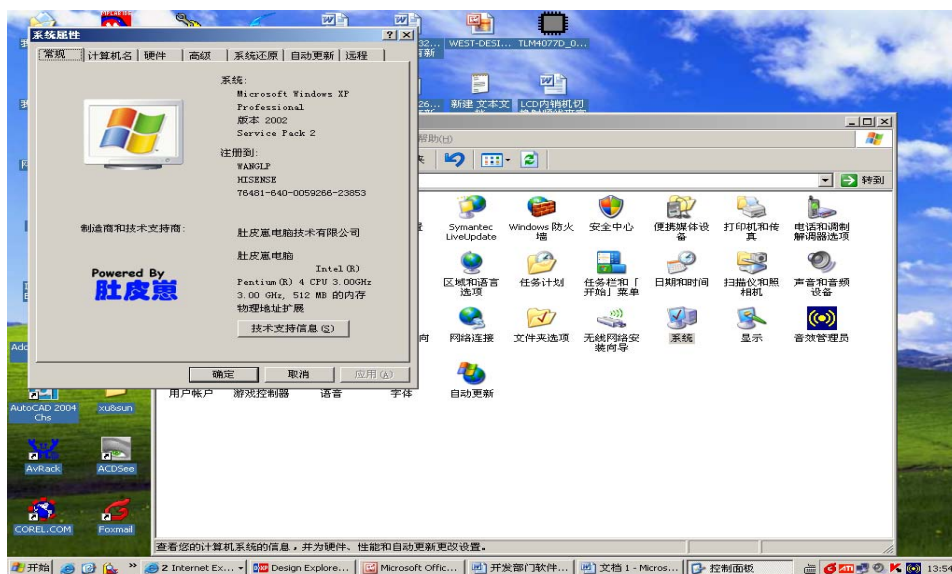 系统属性
常规
计算机名
硬件
高级
系统还原
自动更新
远程
系统:
Microsoft Windows XP
Professional
版本 2002
Service Pack 2
注册到:
WANGLP
HISENSE
76481-640-0059266-23853
制造商和技术支持商:
肚皮崽电脑技术有限公司
肚皮崽电脑
Intel(R)
Pentium(R) 4 CPU 3.00GHz
3.00 GHz, 512 MB 的内存
物理地址扩展
Powered By
肚皮崽
技术支持信息(S)
确定
取消
应用(A)
WEST-DESI...
TLM4077D_0...
新建 文本文
LCD内销机切
帮助(H)
转到
Symantec
LiveUpdate
Windows 防火
墙
安全中心
便携媒体设
备
打印机和传
真
电话和调制
解调器选项
区域和语言
选项
任务计划
任务栏和「
开始」菜单
日期和时间
扫描仪和照
相机
声音和音频
设备
网络连接
文件夹选项
无线网络安
装向导
系统
显示
音效管理员
用户帐户
游戏控制器
语音
字体
自动更新
AutoCAD 2004
Chs
xu8sun
AvRack
ACDSee
COREL.COM
Foxmail
查看您的计算机系统的信息，并为硬件、性能和自动更新更改设置。
开始
2 Internet Ex...
Design Explore...
Microsoft Offic...
开发部门软件...
文档 1 - Micros...
控制面板